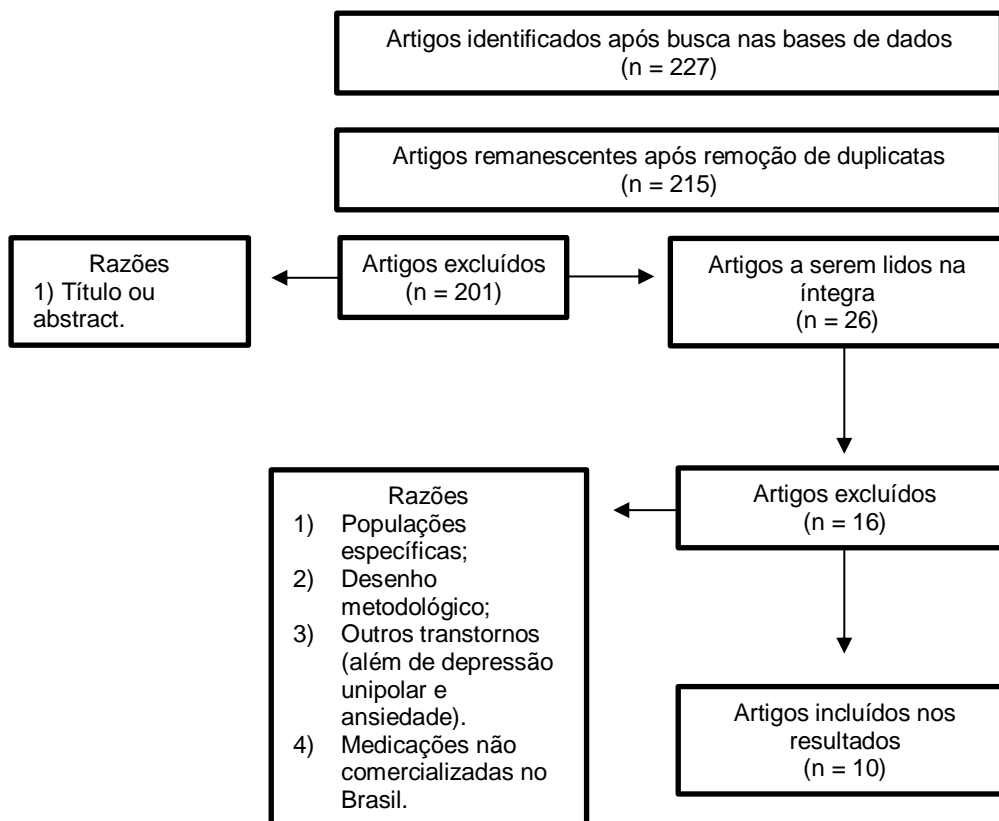 Artigos identificados após busca nas bases de dados
(n = 227)
Artigos remanescentes após remoção de duplicatas
(n = 215)
Razões
1) Título ou
abstract.
Artigos excluídos
(n = 201)
Artigos a serem lidos na
íntegra
(n = 26)
Razões
1) Populações
específicas;
2) Desenho
metodológico;
3) Outros transtornos
(além de depressão
unipolar e
ansiedade).
4) Medicações não
comercializadas no
Brasil.
Artigos excluídos
(n = 16)
Artigos incluídos nos
resultados
(n = 10)